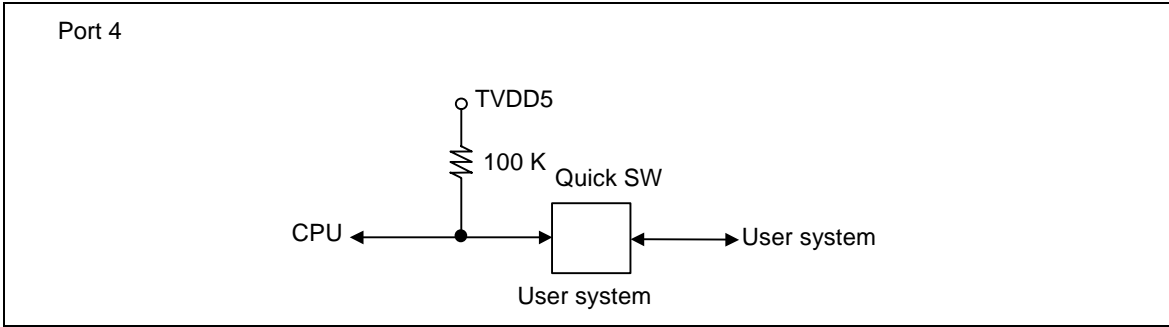 Port 4
TVDD5
100 K
Quick SW
CPU
User system
User system